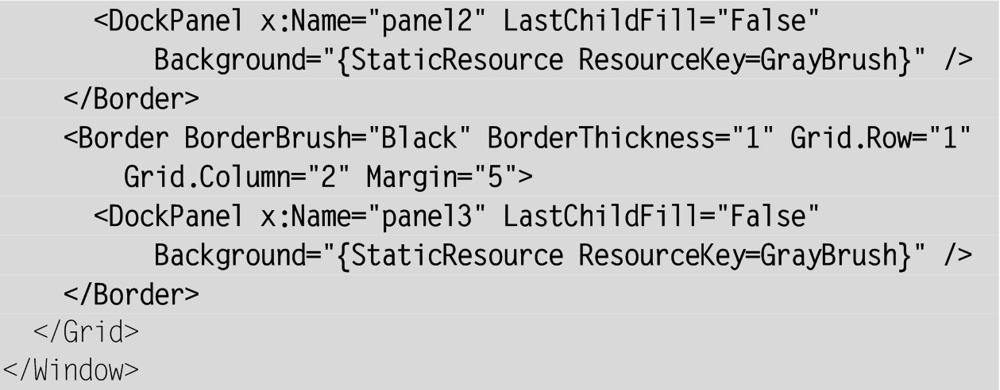 <DockPanel x:Name="panel2" LastChildFill="False"
Background="{StaticResource ResourceKey=GrayBrush}" />
</Border>
<Border BorderBrush="Black" BorderThickness="1" Grid.Row="1"
Grid.Column="2" Margin="5">
<DockPanel x:Name="panel3" LastChildFill="False"
Background="{StaticResource ResourceKey=GrayBrush}" />
</Border>
</Grid>
</Window>